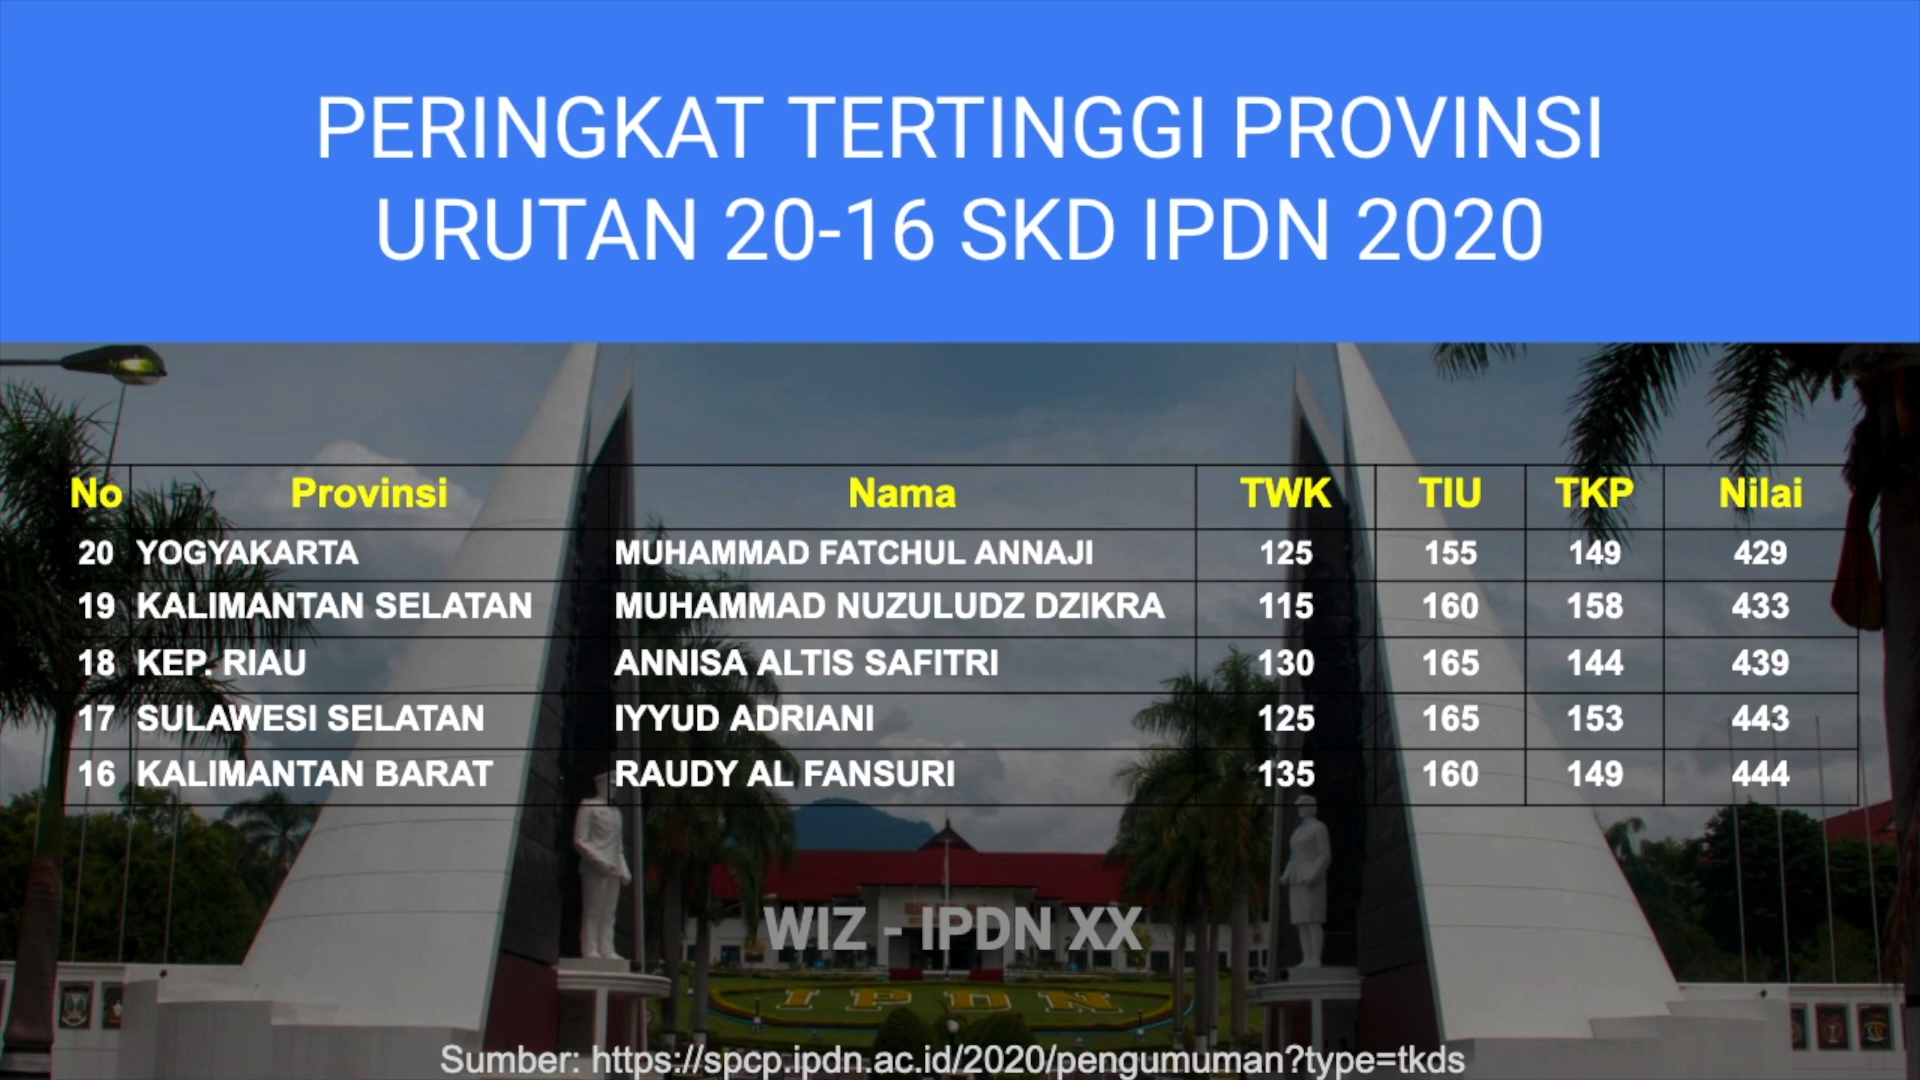 PERINGKAT TERTINGGI PROVINSI
URUTAN 20-16 SKD IPDN 2020
No Provinsi Nama TWK TIU TKP Nilai
20 YOGYAKARTA MUHAMMAD FATCHUL ANNAJI 125 155 149 429
19 KALIMANTAN SELATAN MUHAMMAD NUZULUDZ DZIKRA 115 160 158 433
18 KEP. RIAU ANNISA ALTIS SAFITRI 130 165 144 439
17 SULAWESI SELATAN IYYUD ADRIANI 125 165 153 443
16 KALIMANTAN BARAT RAUDY AL FANSURI 135 160 149 444
WIZ - IPDN XX
IPDN
Sumber: https://spcp.ipdn.ac.id/2020/pengumuman?type=tkds